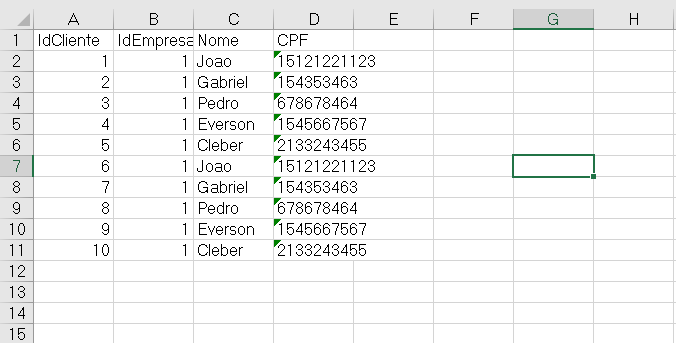 A B C D E F G H
1 IdCliente IdEmpresa Nome CPF
2 1 1 Joao 15121221123
3 2 1 Gabriel 154353463
4 3 1 Pedro 678678464
5 4 1 Everson 1545667567
6 5 1 Cleber 2133243455
7 6 1 Joao 15121221123
8 7 1 Gabriel 154353463
9 8 1 Pedro 678678464
10 9 1 Everson 1545667567
11 10 1 Cleber 2133243455
12
13
14
15